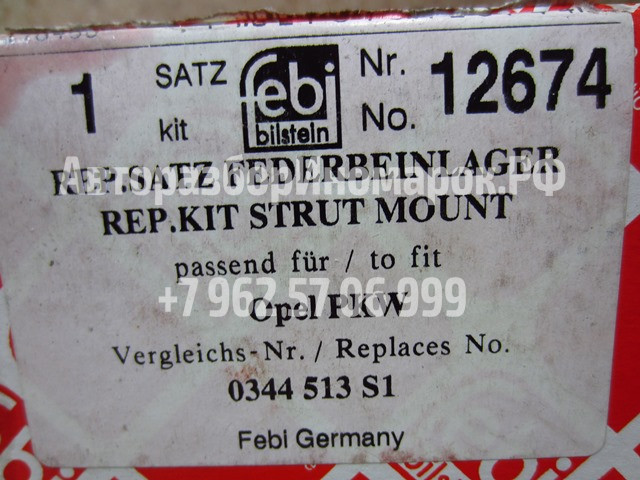 1 SATZ kit febi bilstein Nr. No. 12674
REP.SATZ FEDERBEINLAGER
АвторазборИномарок.РФ
REP.KIT STRUT MOUNT
passend für / to fit
+7 967 57 06 999
Opel PKW
Vergleichs-Nr. / Replaces No.
0344 513 S1
Febi Germany